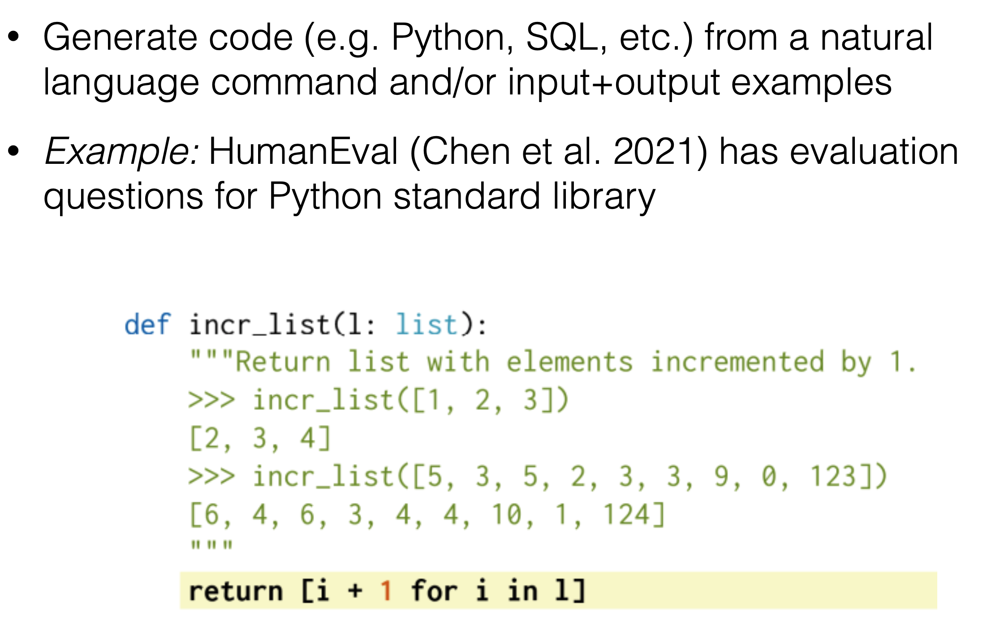 • Generate code (e.g. Python, SQL, etc.) from a natural
language command and/or input+output examples
• Example: HumanEval (Chen et al. 2021) has evaluation
questions for Python standard library
def incr_list(l: list):
    """Return list with elements incremented by 1.
    >>> incr_list([1, 2, 3])
    [2, 3, 4]
    >>> incr_list([5, 3, 5, 2, 3, 3, 9, 0, 123])
    [6, 4, 6, 3, 4, 4, 10, 1, 124]
    """
    return [i + 1 for i in l]